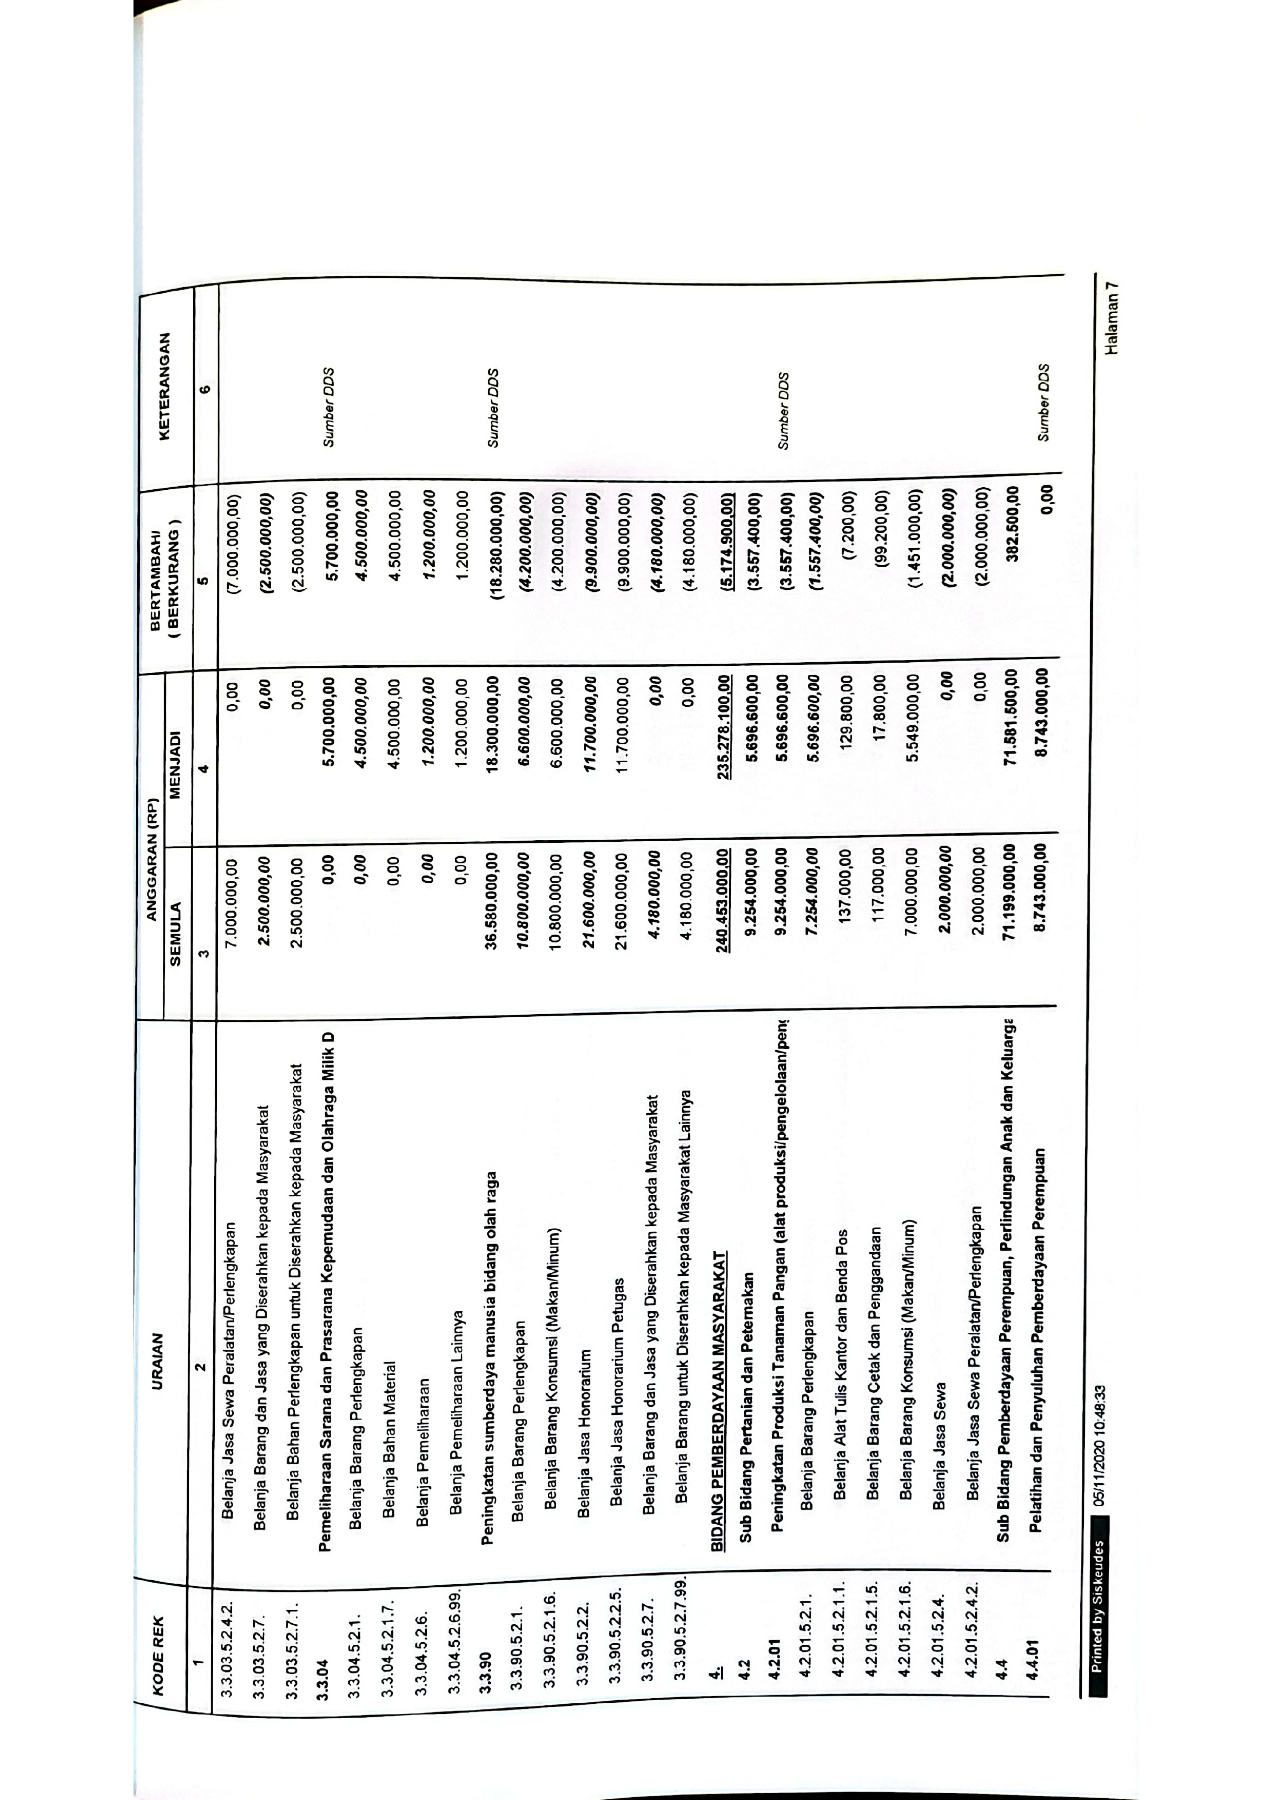 KODE REK URAIAN ANGGARAN (RP) BERTAMBAH/ ( BERKURANG ) KETERANGAN
SEMULA MENJADI
1 2 3 4 5 6
3.3.03.5.2.4.2. Belanja Jasa Sewa Peralatan/Perlengkapan 7.000.000,00 0,00 (7.000.000,00)
3.3.03.5.2.7. Belanja Barang dan Jasa yang Diserahkan kepada Masyarakat 2.500.000,00 0,00 (2.500.000,00)
3.3.03.5.2.7.1. Belanja Bahan Perlengkapan untuk Diserahkan kepada Masyarakat 2.500.000,00 0,00 (2.500.000,00)
3.3.04 Pemeliharaan Sarana dan Prasarana Kepemudaan dan Olahraga Milik D 0,00 5.700.000,00 5.700.000,00 Sumber DDS
3.3.04.5.2.1. Belanja Barang Perlengkapan 0,00 4.500.000,00 4.500.000,00
3.3.04.5.2.1.7. Belanja Bahan Material 0,00 4.500.000,00 4.500.000,00
3.3.04.5.2.6. Belanja Pemeliharaan 0,00 1.200.000,00 1.200.000,00
3.3.04.5.2.6.99. Belanja Pemeliharaan Lainnya 0,00 1.200.000,00 1.200.000,00
3.3.90 Peningkatan sumberdaya manusia bidang olah raga 36.580.000,00 18.300.000,00 (18.280.000,00) Sumber DDS
3.3.90.5.2.1. Belanja Barang Perlengkapan 10.800.000,00 6.600.000,00 (4.200.000,00)
3.3.90.5.2.1.6. Belanja Barang Konsumsi (Makan/Minum) 10.800.000,00 6.600.000,00 (4.200.000,00)
3.3.90.5.2.2. Belanja Jasa Honorarium 21.600.000,00 11.700.000,00 (9.900.000,00)
3.3.90.5.2.2.5. Belanja Jasa Honorarium Petugas 21.600.000,00 11.700.000,00 (9.900.000,00)
3.3.90.5.2.7. Belanja Barang dan Jasa yang Diserahkan kepada Masyarakat 4.180.000,00 0,00 (4.180.000,00)
3.3.90.5.2.7.99. Belanja Barang untuk Diserahkan kepada Masyarakat Lainnya 4.180.000,00 0,00 (4.180.000,00)
4. BIDANG PEMBERDAYAAN MASYARAKAT 240.453.000,00 235.278.100,00 (5.174.900,00)
4.2 Sub Bidang Pertanian dan Peternakan 9.254.000,00 5.696.600,00 (3.557.400,00)
4.2.01 Peningkatan Produksi Tanaman Pangan (alat produksi/pengelolaan/peng 9.254.000,00 5.696.600,00 (3.557.400,00) Sumber DDS
4.2.01.5.2.1. Belanja Barang Perlengkapan 7.254.000,00 5.696.600,00 (1.557.400,00)
4.2.01.5.2.1.1. Belanja Alat Tulis Kantor dan Benda Pos 137.000,00 129.800,00 (7.200,00)
4.2.01.5.2.1.5. Belanja Barang Cetak dan Penggandaan 117.000,00 17.800,00 (99.200,00)
4.2.01.5.2.1.6. Belanja Barang Konsumsi (Makan/Minum) 7.000.000,00 5.549.000,00 (1.451.000,00)
4.2.01.5.2.4. Belanja Jasa Sewa 2.000.000,00 0,00 (2.000.000,00)
4.2.01.5.2.4.2. Belanja Jasa Sewa Peralatan/Perlengkapan 2.000.000,00 0,00 (2.000.000,00)
4.4 Sub Bidang Pemberdayaan Perempuan, Perlindungan Anak dan Keluarga 71.199.000,00 71.581.500,00 382.500,00
4.4.01 Pelatihan dan Penyuluhan Pemberdayaan Perempuan 8.743.000,00 8.743.000,00 0,00 Sumber DDS
Printed by Siskeudes 05/11/2020 10:48:33 Halaman 7